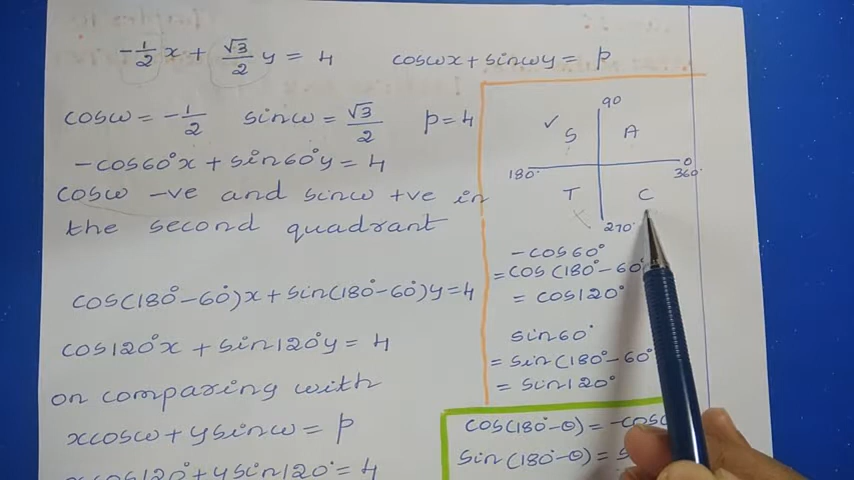 -1/2 x + √3/2 y = 4
cosωx + sinωy = p
cosω = -1/2 sinω = √3/2 p = 4
-cos60°x + sin60°y = 4
cosω -ve and sinω +ve in
the second quadrant
cos(180°-60°)x + sin(180°-60°)y = 4
cos120°x + sin120°y = 4
on comparing with
xcosω + ysinω = p
xcos120° + ysin120° = 4
90
✓ S A
180° 0
360°
T C
270°
-cos60°
= cos(180°-60°
= cos120°
sin60°
= sin(180°-60°
= sin120°
cos(180°-θ) = -cos
sin(180°-θ) =